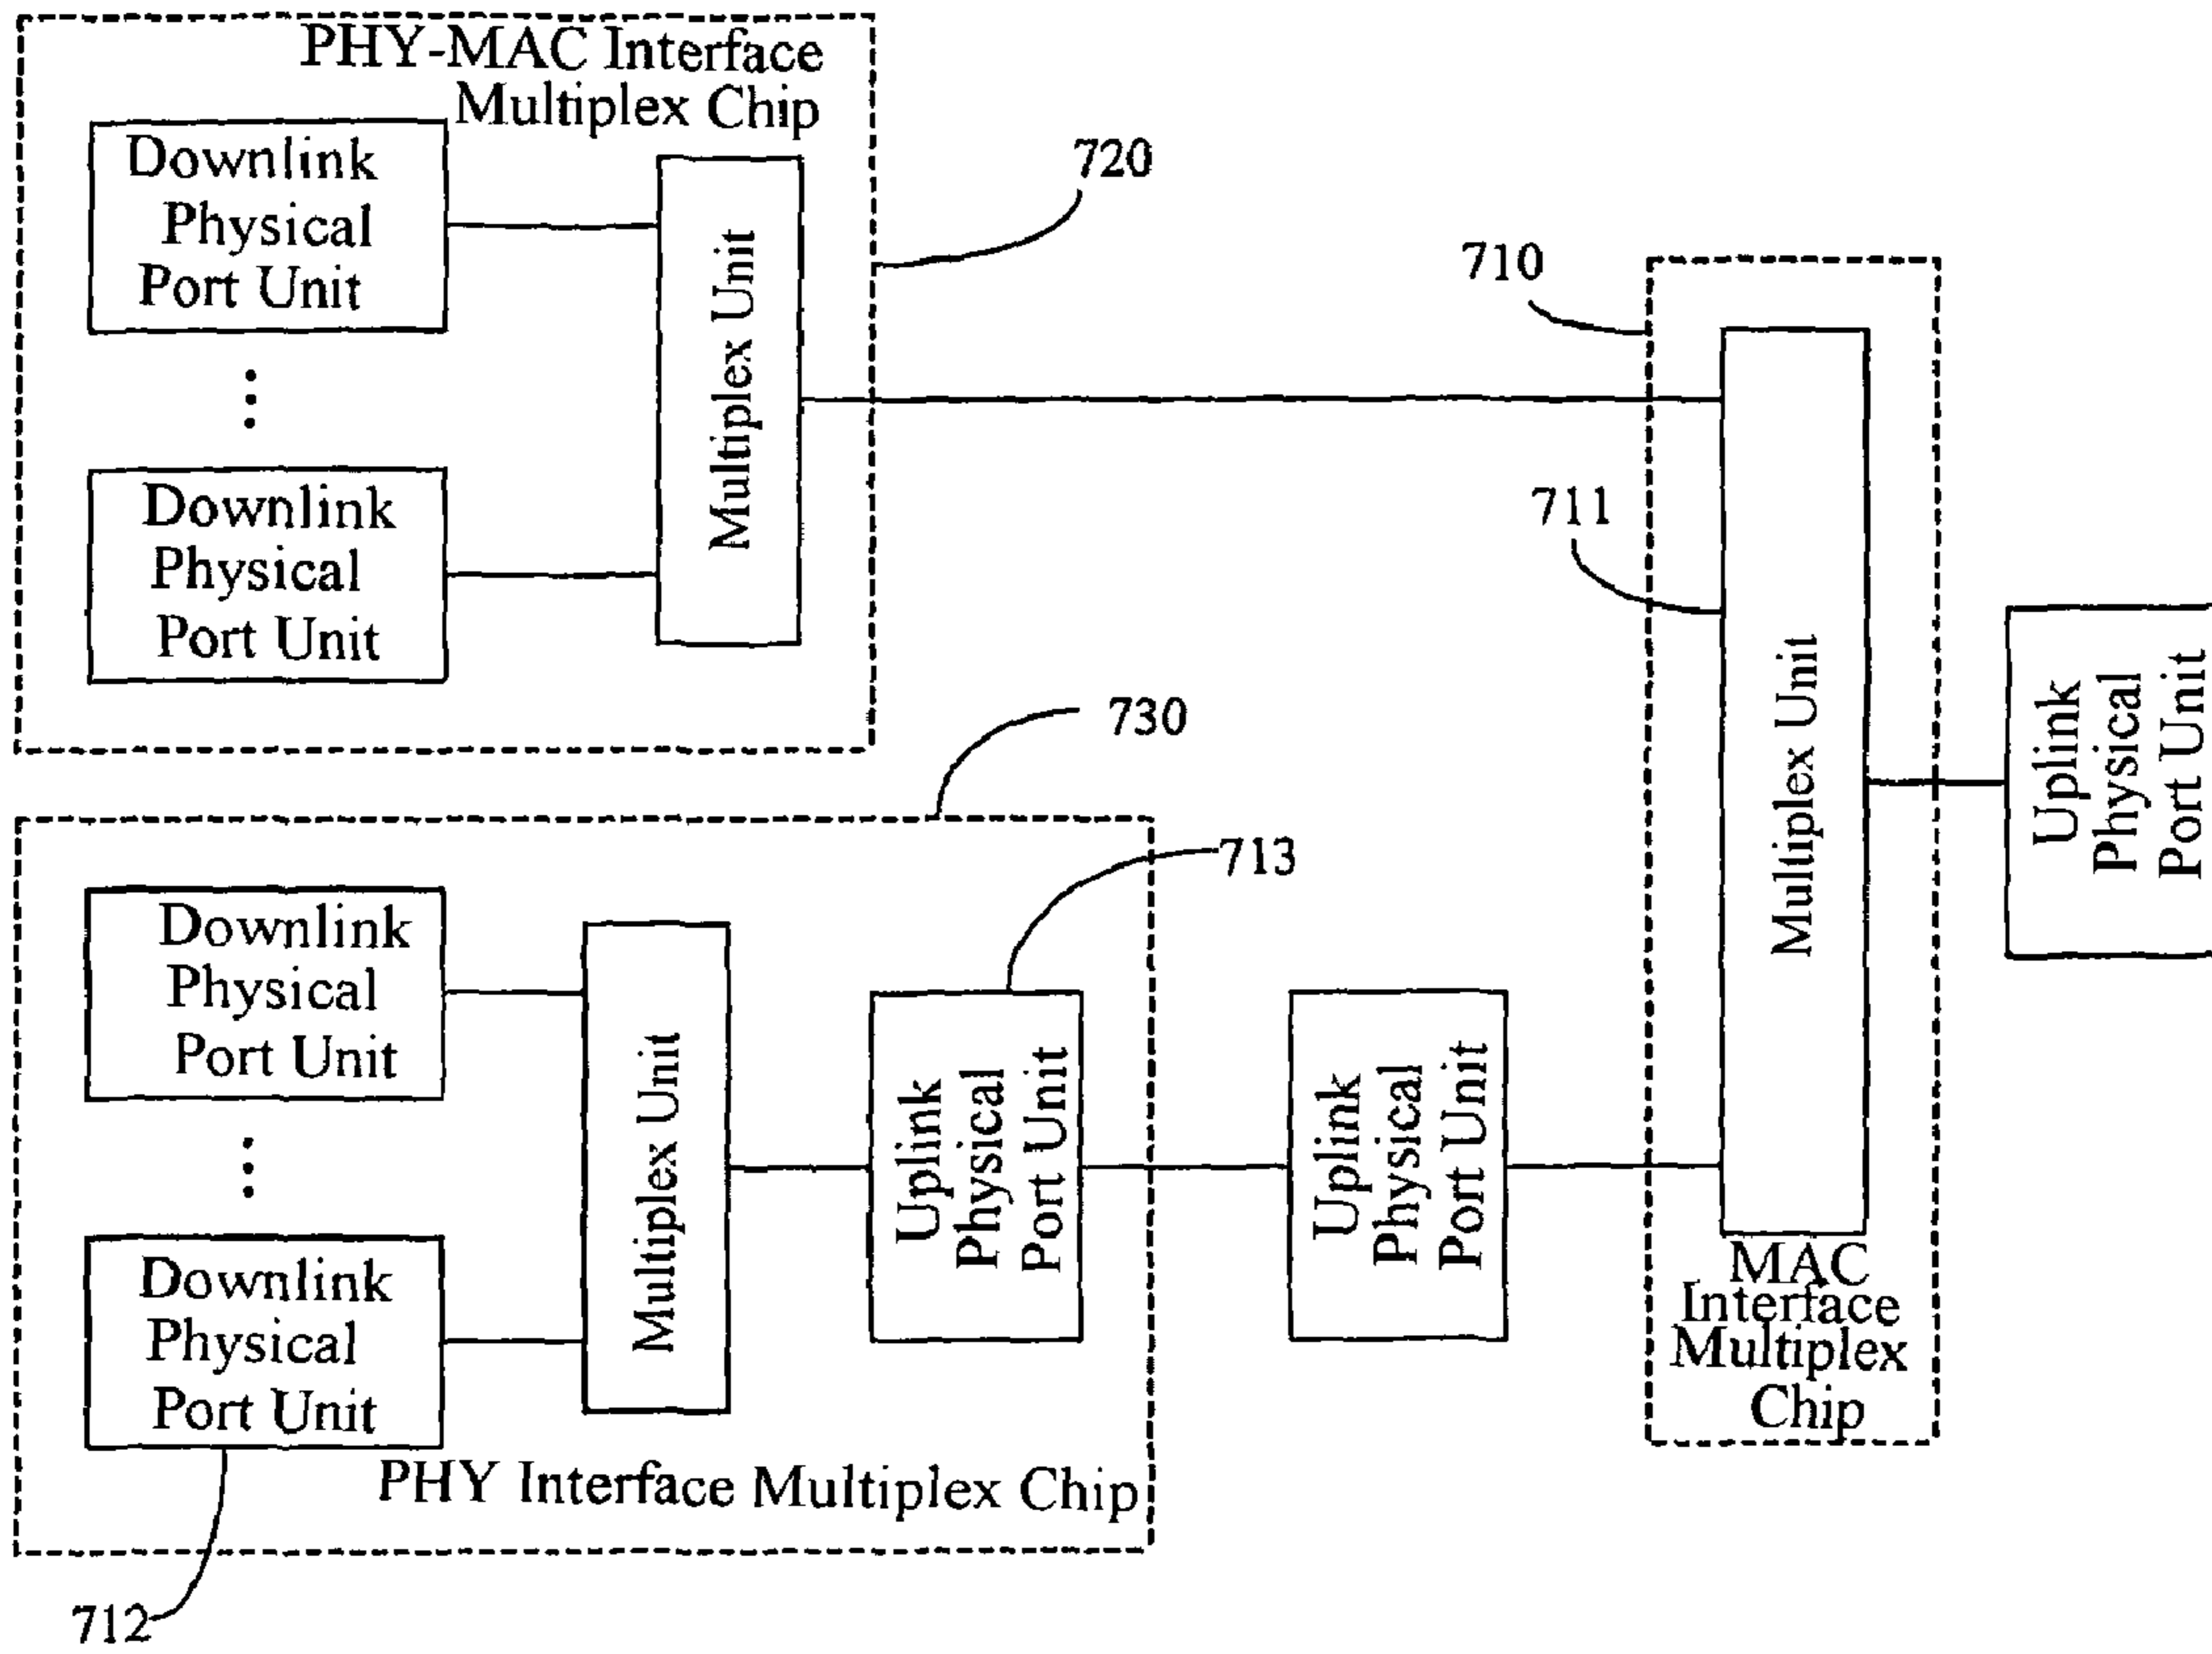 PHY-MAC Interface
Multiplex Chip
Downlink
Physical
Port Unit
Multiplex Unit
720
Downlink
Physical
Port Unit
710
711
Multiplex Unit
MAC
Interface
Multiplex
Chip
Uplink
Physical
Port Unit
730
713
Downlink
Physical
Port Unit
Multiplex Unit
Uplink
Physical
Port Unit
Uplink
Physical
Port Unit
Downlink
Physical
Port Unit
PHY Interface Multiplex Chip
712